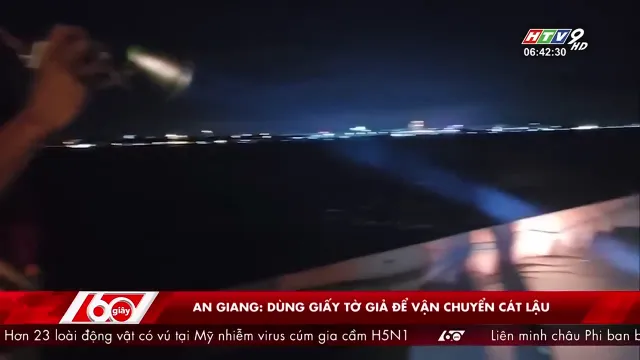 HTV9 HD
06:42:30
60 giây
AN GIANG: DÙNG GIẤY TỜ GIẢ ĐỂ VẬN CHUYỂN CÁT LẬU
Hơn 23 loài động vật có vú tại Mỹ nhiễm virus cúm gia cầm H5N1 60 giây Liên minh châu Phi ban H